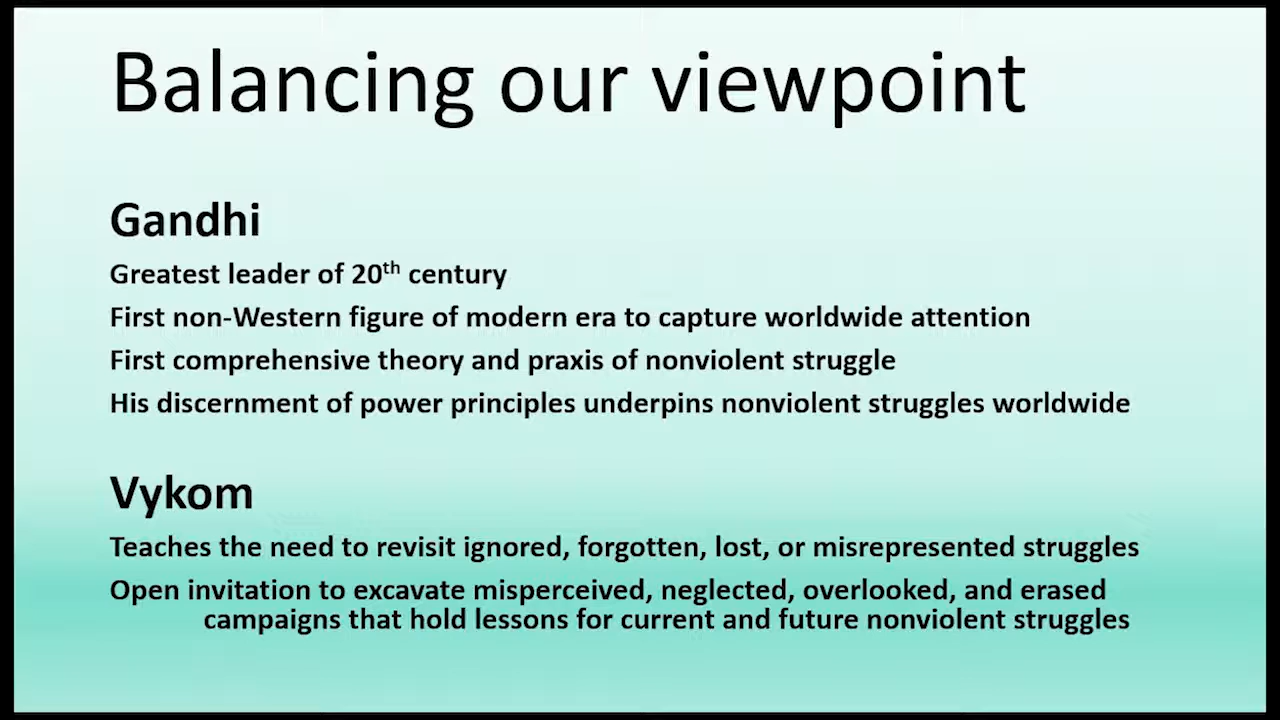 Balancing our viewpoint
Gandhi
Greatest leader of 20th century
First non-Western figure of modern era to capture worldwide attention
First comprehensive theory and praxis of nonviolent struggle
His discernment of power principles underpins nonviolent struggles worldwide
Vykom
Teaches the need to revisit ignored, forgotten, lost, or misrepresented struggles
Open invitation to excavate misperceived, neglected, overlooked, and erased
campaigns that hold lessons for current and future nonviolent struggles